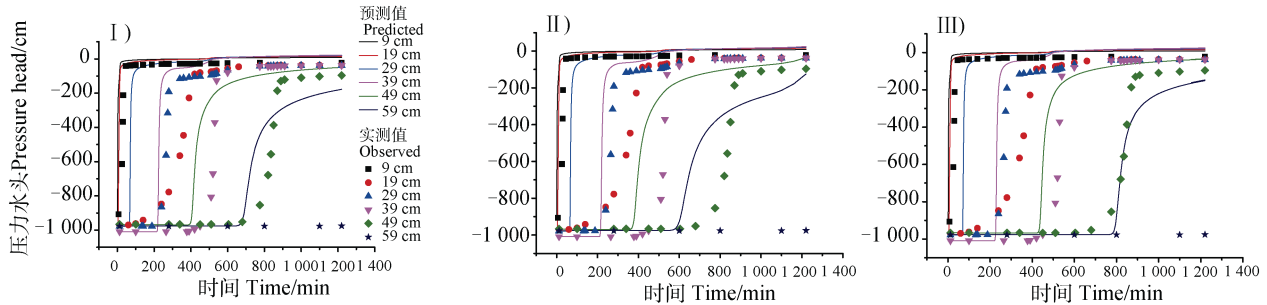 I)
预测值
Predicted
9 cm
19 cm
29 cm
39 cm
49 cm
59 cm
实测值
Observed
9 cm
19 cm
29 cm
39 cm
49 cm
59 cm
压力水头Pressure head/cm
0
−200
−400
−600
−800
−1 000
0 200 400 600 800 1 000 1 200 1 400
时间 Time/min
II)
0
−200
−400
−600
−800
−1 000
0 200 400 600 800 1 000 1 200 1 400
时间 Time/min
III)
0
−200
−400
−600
−800
−1 000
0 200 400 600 800 1 000 1 200 1 400
时间 Time/min